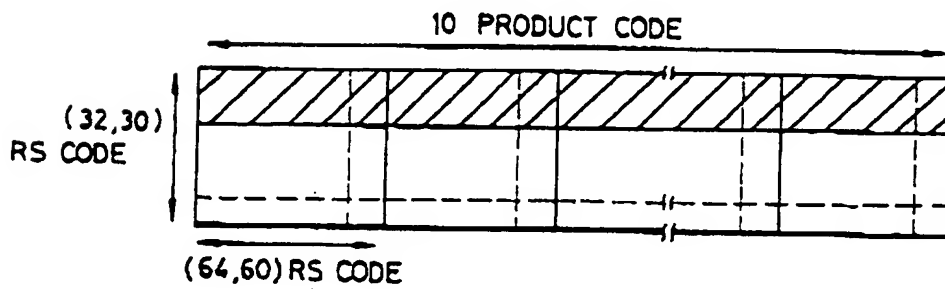 10 PRODUCT CODE
(32,30)
RS CODE
(64,60) RS CODE